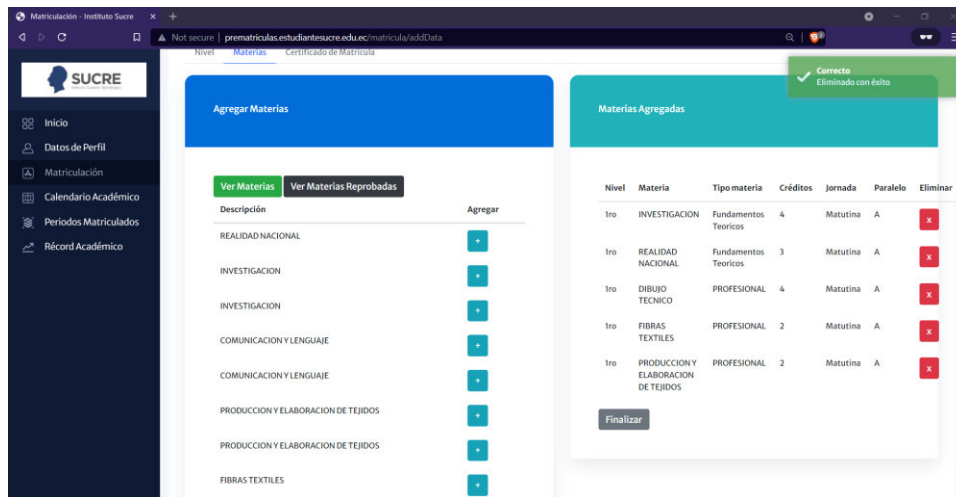 Matriculación - Instituto Sucre
Not secure | prematriculas.estudiantesucre.edu.ec/matricula/addData
Nivel Materias Certificado de Matricula
SUCRE
Correcto
Eliminado con éxito
Inicio
Datos de Perfil
Matriculación
Calendario Académico
Periodos Matriculados
Récord Académico
Agregar Materias
Ver Materias Ver Materias Reprobadas
Descripción Agregar
REALIDAD NACIONAL +
INVESTIGACION +
INVESTIGACION +
COMUNICACION Y LENGUAJE +
COMUNICACION Y LENGUAJE +
PRODUCCION Y ELABORACION DE TEJIDOS +
PRODUCCION Y ELABORACION DE TEJIDOS +
FIBRAS TEXTILES +
Materias Agregadas
Nivel Materia Tipo materia Créditos Jornada Paralelo Eliminar
1ro INVESTIGACION Fundamentos 4 Matutina A x
Teoricos
1ro REALIDAD Fundamentos 3 Matutina A x
NACIONAL Teoricos
1ro DIBUJO PROFESIONAL 4 Matutina A x
TECNICO
1ro FIBRAS PROFESIONAL 2 Matutina A x
TEXTILES
1ro PRODUCCION Y PROFESIONAL 2 Matutina A x
ELABORACION
DE TEJIDOS
Finalizar